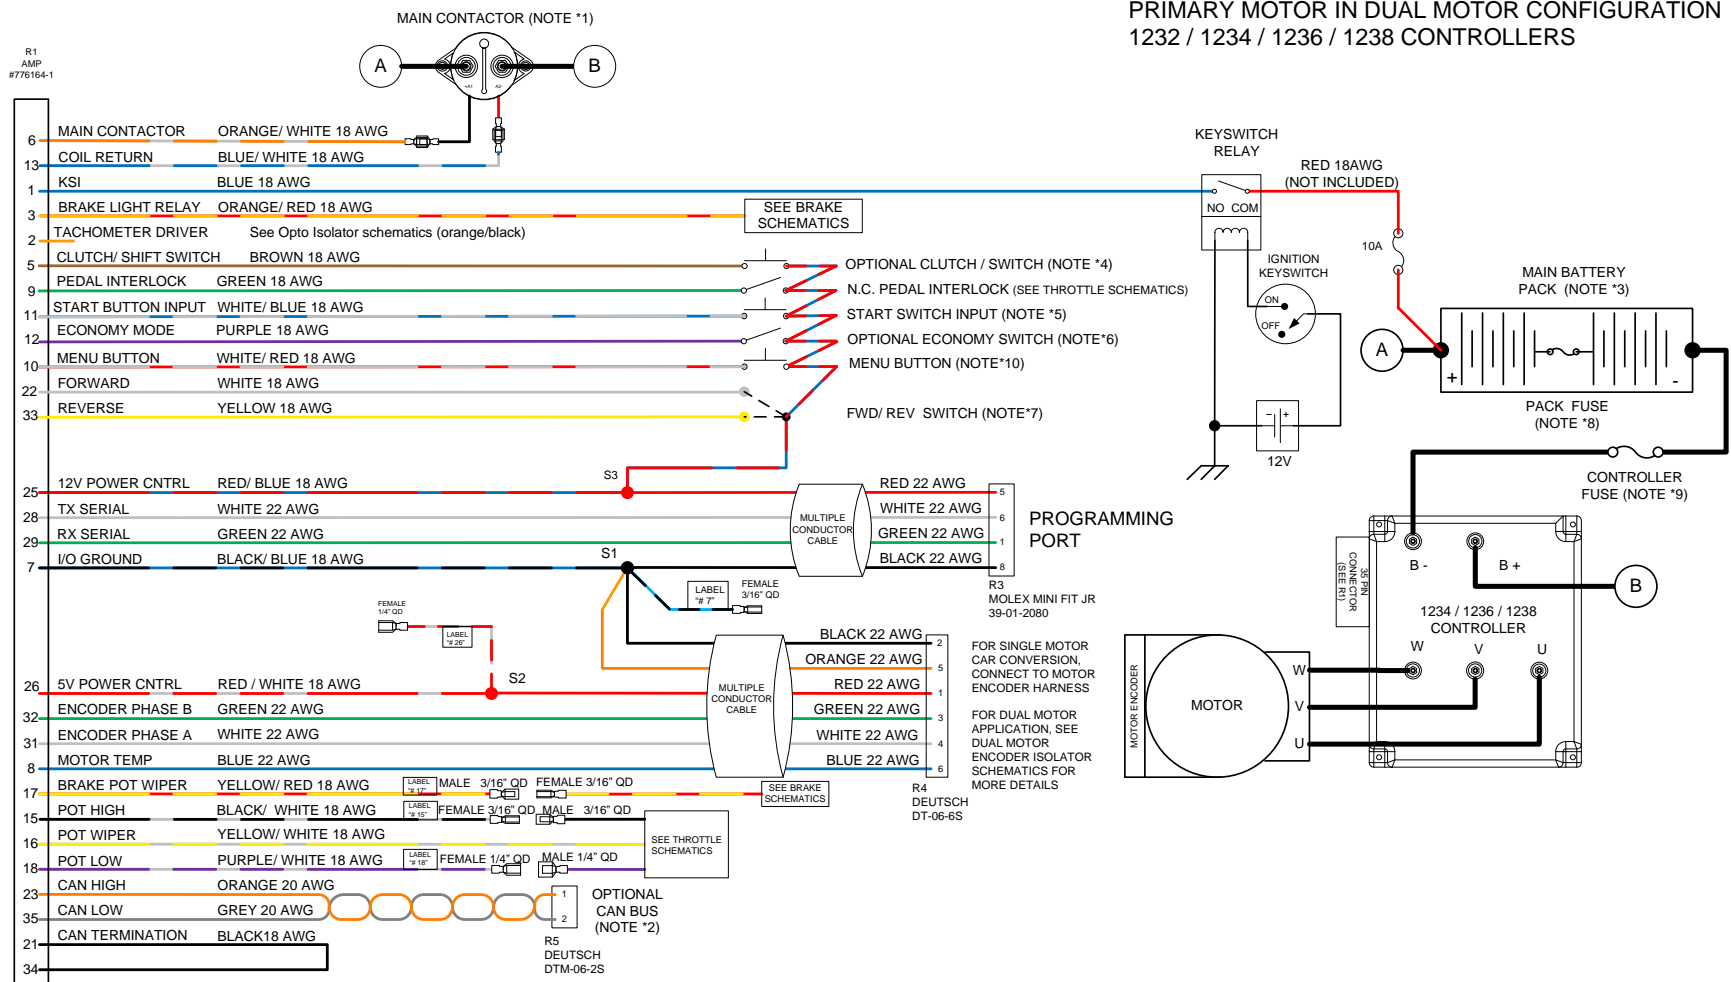 PRIMARY MOTOR IN DUAL MOTOR CONFIGURATION
1232 / 1234 / 1236 / 1238 CONTROLLERS
MAIN CONTACTOR (NOTE *1)
R1
AMP
#776164-1
A
B
+A1
A2-
6 MAIN CONTACTOR ORANGE/ WHITE 18 AWG
13 COIL RETURN BLUE/ WHITE 18 AWG
1 KSI BLUE 18 AWG
3 BRAKE LIGHT RELAY ORANGE/ RED 18 AWG
SEE BRAKE
SCHEMATICS
2 TACHOMETER DRIVER See Opto Isolator schematics (orange/black)
5 CLUTCH/ SHIFT SWITCH BROWN 18 AWG
OPTIONAL CLUTCH / SWITCH (NOTE *4)
9 PEDAL INTERLOCK GREEN 18 AWG
N.C. PEDAL INTERLOCK (SEE THROTTLE SCHEMATICS)
11 START BUTTON INPUT WHITE/ BLUE 18 AWG
START SWITCH INPUT (NOTE *5)
12 ECONOMY MODE PURPLE 18 AWG
OPTIONAL ECONOMY SWITCH (NOTE*6)
10 MENU BUTTON WHITE/ RED 18 AWG
MENU BUTTON (NOTE*10)
22 FORWARD WHITE 18 AWG
33 REVERSE YELLOW 18 AWG
FWD/ REV SWITCH (NOTE*7)
KEYSWITCH
RELAY
NO COM
RED 18AWG
(NOT INCLUDED)
10A
IGNITION
KEYSWITCH
ON
OFF
- +
12V
MAIN BATTERY
PACK (NOTE *3)
A
+
-
PACK FUSE
(NOTE *8)
CONTROLLER
FUSE (NOTE *9)
S3
25 12V POWER CNTRL RED/ BLUE 18 AWG
28 TX SERIAL WHITE 22 AWG
29 RX SERIAL GREEN 22 AWG
7 I/O GROUND BLACK/ BLUE 18 AWG
S1
MULTIPLE
CONDUCTOR
CABLE
RED 22 AWG 5
WHITE 22 AWG 6
GREEN 22 AWG 1
BLACK 22 AWG 8
PROGRAMMING
PORT
R3
MOLEX MINI FIT JR
39-01-2080
LABEL
"# 7"
FEMALE
3/16" QD
FEMALE
1/4" QD
LABEL
"# 26"
S2
26 5V POWER CNTRL RED / WHITE 18 AWG
32 ENCODER PHASE B GREEN 22 AWG
31 ENCODER PHASE A WHITE 22 AWG
8 MOTOR TEMP BLUE 22 AWG
MULTIPLE
CONDUCTOR
CABLE
BLACK 22 AWG 2
ORANGE 22 AWG 5
RED 22 AWG 1
GREEN 22 AWG 3
WHITE 22 AWG 4
BLUE 22 AWG 6
R4
DEUTSCH
DT-06-6S
FOR SINGLE MOTOR
CAR CONVERSION,
CONNECT TO MOTOR
ENCODER HARNESS
FOR DUAL MOTOR
APPLICATION, SEE
DUAL MOTOR
ENCODER ISOLATOR
SCHEMATICS FOR
MORE DETAILS
35 PIN
CONNECTOR
(SEE R1)
B -
B +
B
1234 / 1236 / 1238
CONTROLLER
W
V
U
MOTOR ENCODER
MOTOR
W
V
U
17 BRAKE POT WIPER YELLOW/ RED 18 AWG
LABEL
"# 17"
MALE 3/16" QD FEMALE 3/16" QD
SEE BRAKE
SCHEMATICS
15 POT HIGH BLACK/ WHITE 18 AWG
LABEL
"# 15"
FEMALE 3/16" QD MALE 3/16" QD
16 POT WIPER YELLOW/ WHITE 18 AWG
SEE THROTTLE
SCHEMATICS
18 POT LOW PURPLE/ WHITE 18 AWG
LABEL
"# 18"
FEMALE 1/4" QD MALE 1/4" QD
23 CAN HIGH ORANGE 20 AWG 1
35 CAN LOW GREY 20 AWG 2
OPTIONAL
CAN BUS
(NOTE *2)
21 CAN TERMINATION BLACK18 AWG
34
R5
DEUTSCH
DTM-06-2S